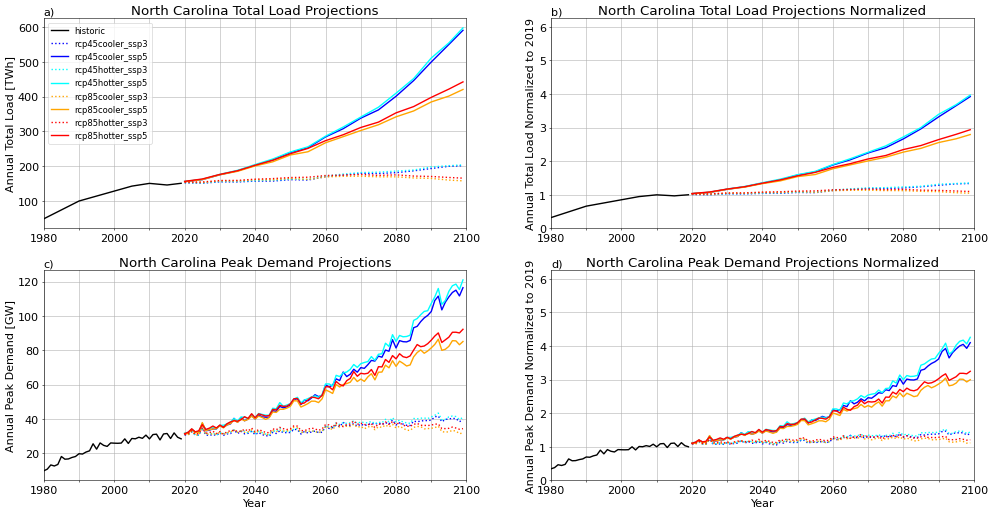 a)
North Carolina Total Load Projections
Annual Total Load [TWh]
600
500
400
300
200
100
historic
rcp45cooler_ssp3
rcp45cooler_ssp5
rcp45hotter_ssp3
rcp45hotter_ssp5
rcp85cooler_ssp3
rcp85cooler_ssp5
rcp85hotter_ssp3
rcp85hotter_ssp5
1980 2000 2020 2040 2060 2080 2100
b)
North Carolina Total Load Projections Normalized
Annual Total Load Normalized to 2019
6
5
4
3
2
1
0
1980 2000 2020 2040 2060 2080 2100
c)
North Carolina Peak Demand Projections
Annual Peak Demand [GW]
120
100
80
60
40
20
1980 2000 2020 2040 2060 2080 2100
Year
d)
North Carolina Peak Demand Projections Normalized
Annual Peak Demand Normalized to 2019
6
5
4
3
2
1
0
1980 2000 2020 2040 2060 2080 2100
Year